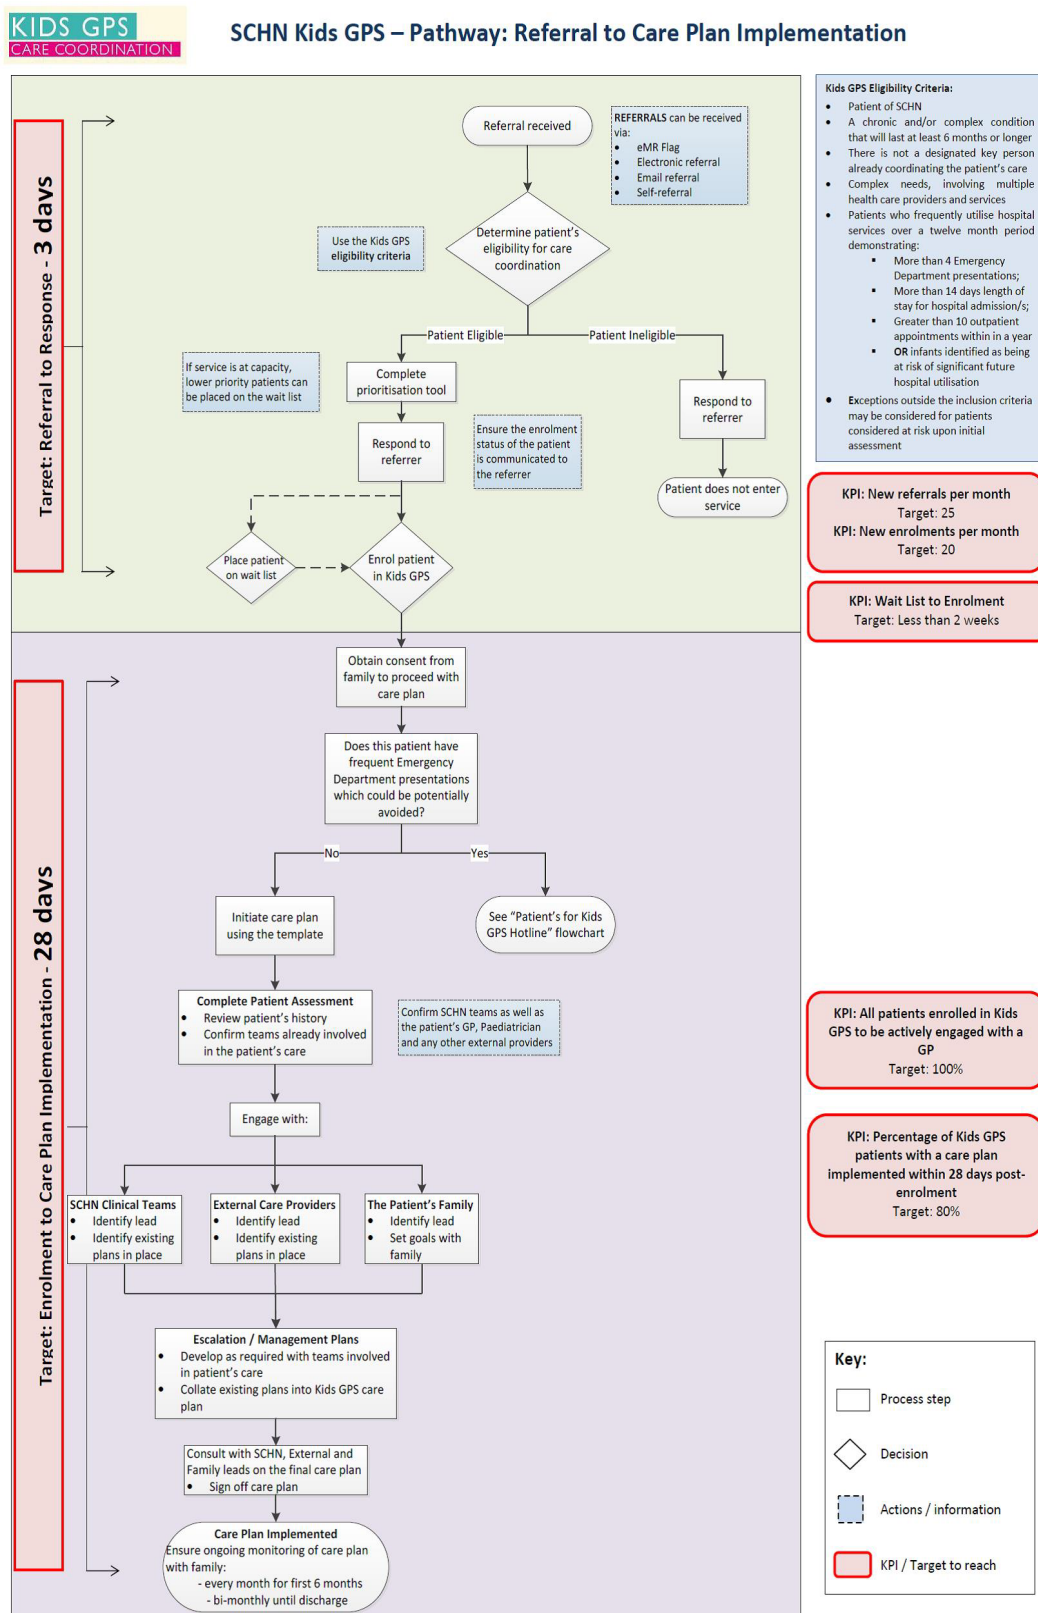 KIDS GPS
CARE COORDINATION
SCHN Kids GPS – Pathway: Referral to Care Plan Implementation
Target: Referral to Response - 3 days
Referral received
REFERRALS can be received
via:
• eMR Flag
• Electronic referral
• Email referral
• Self-referral
Use the Kids GPS
eligibility criteria
Determine patient's
eligibility for care
coordination
Patient Eligible
Patient Ineligible
If service is at capacity,
lower priority patients can
be placed on the wait list
Complete
prioritisation tool
Respond to
referrer
Respond to
referrer
Ensure the enrolment
status of the patient
is communicated to
the referrer
Patient does not enter
service
Place patient
on wait list
Enrol patient
in Kids GPS
Kids GPS Eligibility Criteria:
• Patient of SCHN
• A chronic and/or complex condition
that will last at least 6 months or longer
• There is not a designated key person
already coordinating the patient's care
• Complex needs, involving multiple
health care providers and services
• Patients who frequently utilise hospital
services over a twelve month period
demonstrating:
▪ More than 4 Emergency
Department presentations;
▪ More than 14 days length of
stay for hospital admission/s;
▪ Greater than 10 outpatient
appointments within in a year
▪ OR infants identified as being
at risk of significant future
hospital utilisation
• Exceptions outside the inclusion criteria
may be considered for patients
considered at risk upon initial
assessment
KPI: New referrals per month
Target: 25
KPI: New enrolments per month
Target: 20
KPI: Wait List to Enrolment
Target: Less than 2 weeks
Target: Enrolment to Care Plan Implementation - 28 days
Obtain consent from
family to proceed with
care plan
Does this patient have
frequent Emergency
Department presentations
which could be potentially
avoided?
No
Yes
Initiate care plan
using the template
See "Patient's for Kids
GPS Hotline" flowchart
Complete Patient Assessment
• Review patient's history
• Confirm teams already involved
in the patient's care
Confirm SCHN teams as well as
the patient's GP, Paediatrician
and any other external providers
Engage with:
SCHN Clinical Teams
• Identify lead
• Identify existing
plans in place
External Care Providers
• Identify lead
• Identify existing
plans in place
The Patient's Family
• Identify lead
• Set goals with
family
Escalation / Management Plans
• Develop as required with teams involved
in patient's care
• Collate existing plans into Kids GPS care
plan
Consult with SCHN, External and
Family leads on the final care plan
• Sign off care plan
Care Plan Implemented
Ensure ongoing monitoring of care plan
with family:
- every month for first 6 months
- bi-monthly until discharge
KPI: All patients enrolled in Kids
GPS to be actively engaged with a
GP
Target: 100%
KPI: Percentage of Kids GPS
patients with a care plan
implemented within 28 days post-
enrolment
Target: 80%
Key:
Process step
Decision
Actions / information
KPI / Target to reach